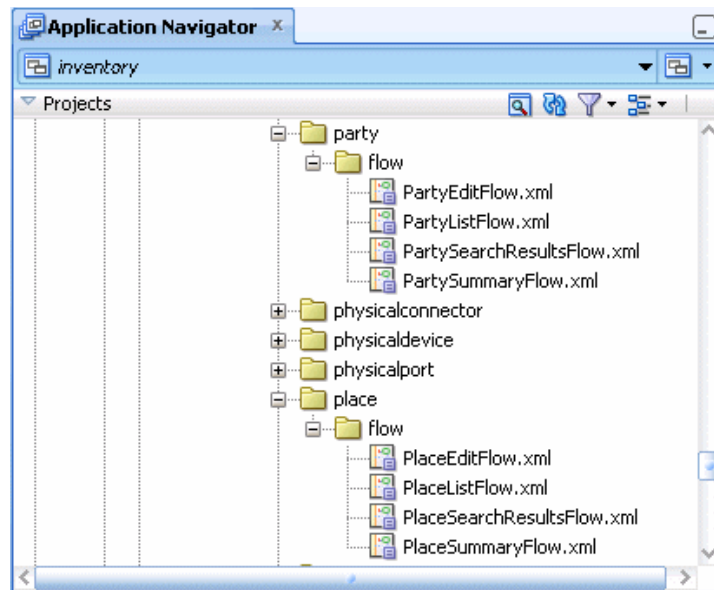 Application Navigator x
inventory
Projects
party
flow
PartyEditFlow.xml
PartyListFlow.xml
PartySearchResultsFlow.xml
PartySummaryFlow.xml
physicalconnector
physicaldevice
physicalport
place
flow
PlaceEditFlow.xml
PlaceListFlow.xml
PlaceSearchResultsFlow.xml
PlaceSummaryFlow.xml